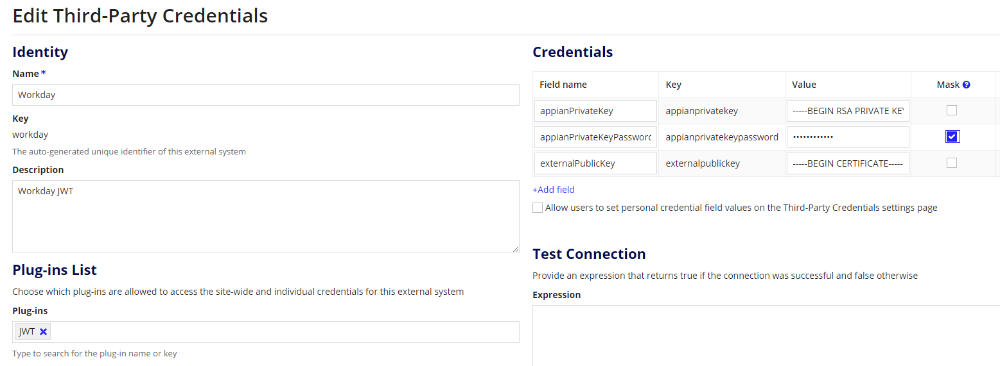 Edit Third-Party Credentials
Identity
Name *
Workday
Key
workday
The auto-generated unique identifier of this external system
Description
Workday JWT
Plug-ins List
Choose which plug-ins are allowed to access the site-wide and individual credentials for this external system
Plug-ins
JWT
Type to search for the plug-in name or key
Credentials
Field name Key Value Mask ?
appianPrivateKey appianprivatekey -----BEGIN RSA PRIVATE KEY
appianPrivateKeyPassword appianprivatekeypassword ••••••••••••
externalPublicKey externalpublickey -----BEGIN CERTIFICATE-----
+Add field
Allow users to set personal credential field values on the Third-Party Credentials settings page
Test Connection
Provide an expression that returns true if the connection was successful and false otherwise
Expression